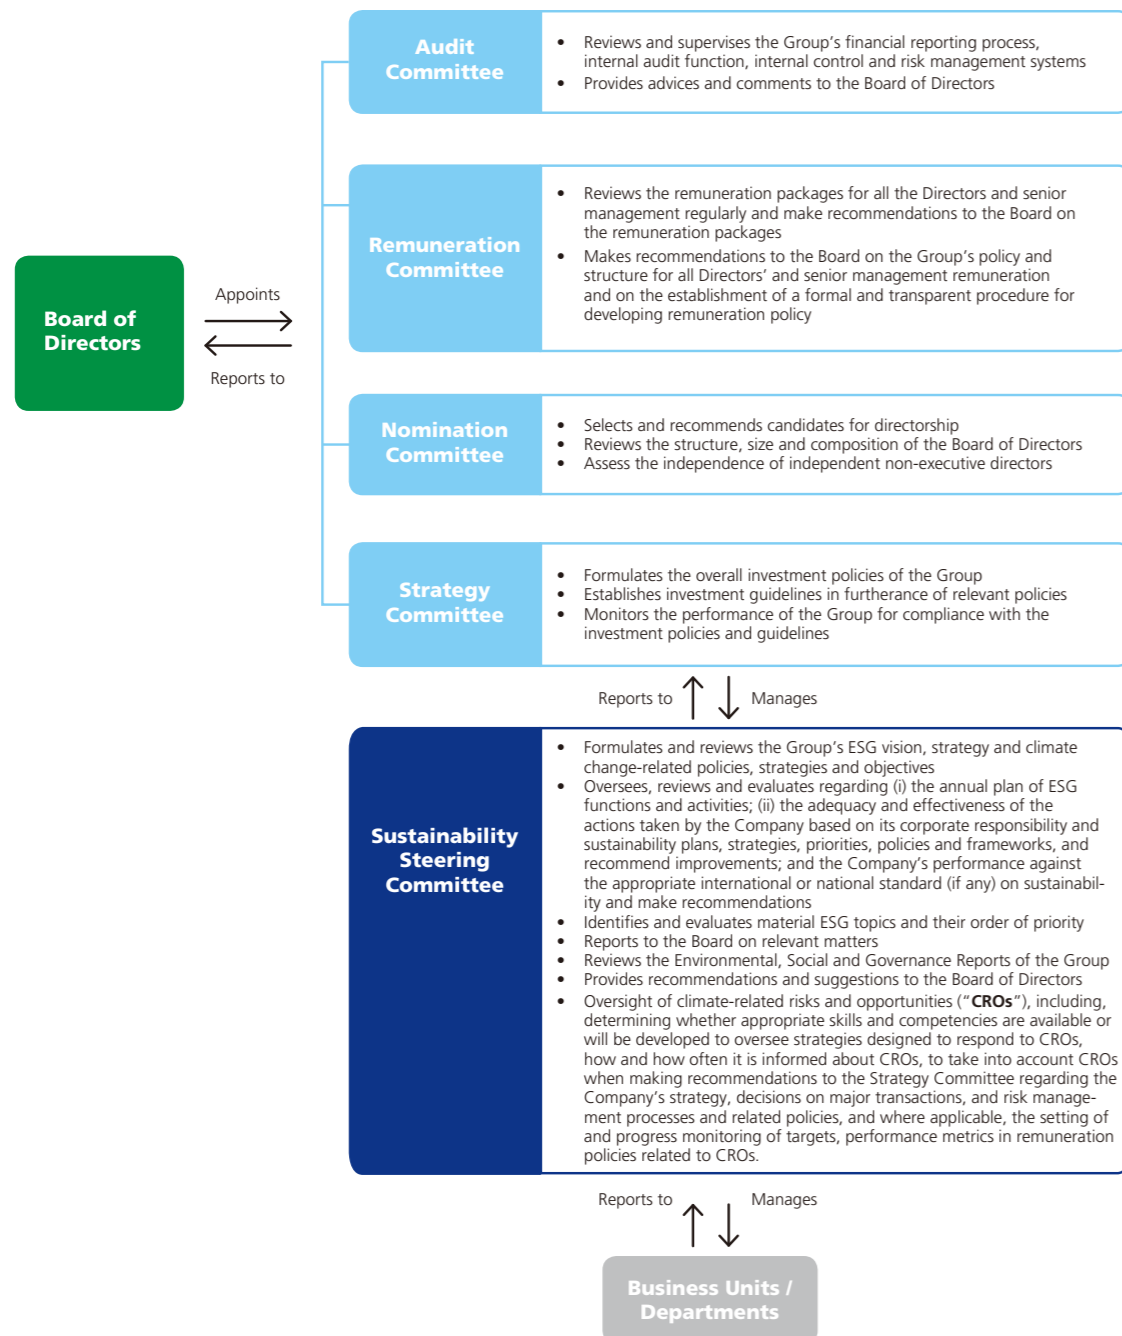 Board of
Directors
Appoints
Reports to
Audit
Committee
• Reviews and supervises the Group's financial reporting process,
internal audit function, internal control and risk management systems
• Provides advices and comments to the Board of Directors
Remuneration
Committee
• Reviews the remuneration packages for all the Directors and senior
management regularly and make recommendations to the Board on
the remuneration packages
• Makes recommendations to the Board on the Group's policy and
structure for all Directors' and senior management remuneration
and on the establishment of a formal and transparent procedure for
developing remuneration policy
Nomination
Committee
• Selects and recommends candidates for directorship
• Reviews the structure, size and composition of the Board of Directors
• Assess the independence of independent non-executive directors
Strategy
Committee
• Formulates the overall investment policies of the Group
• Establishes investment guidelines in furtherance of relevant policies
• Monitors the performance of the Group for compliance with the
investment policies and guidelines
Reports to
Manages
Sustainability
Steering
Committee
• Formulates and reviews the Group's ESG vision, strategy and climate
change-related policies, strategies and objectives
• Oversees, reviews and evaluates regarding (i) the annual plan of ESG
functions and activities; (ii) the adequacy and effectiveness of the
actions taken by the Company based on its corporate responsibility and
sustainability plans, strategies, priorities, policies and frameworks, and
recommend improvements; and the Company's performance against
the appropriate international or national standard (if any) on sustainabil-
ity and make recommendations
• Identifies and evaluates material ESG topics and their order of priority
• Reports to the Board on relevant matters
• Reviews the Environmental, Social and Governance Reports of the Group
• Provides recommendations and suggestions to the Board of Directors
• Oversight of climate-related risks and opportunities ("CROs"), including,
determining whether appropriate skills and competencies are available or
will be developed to oversee strategies designed to respond to CROs,
how and how often it is informed about CROs, to take into account CROs
when making recommendations to the Strategy Committee regarding the
Company's strategy, decisions on major transactions, and risk manage-
ment processes and related policies, and where applicable, the setting of
and progress monitoring of targets, performance metrics in remuneration
policies related to CROs.
Reports to
Manages
Business Units /
Departments